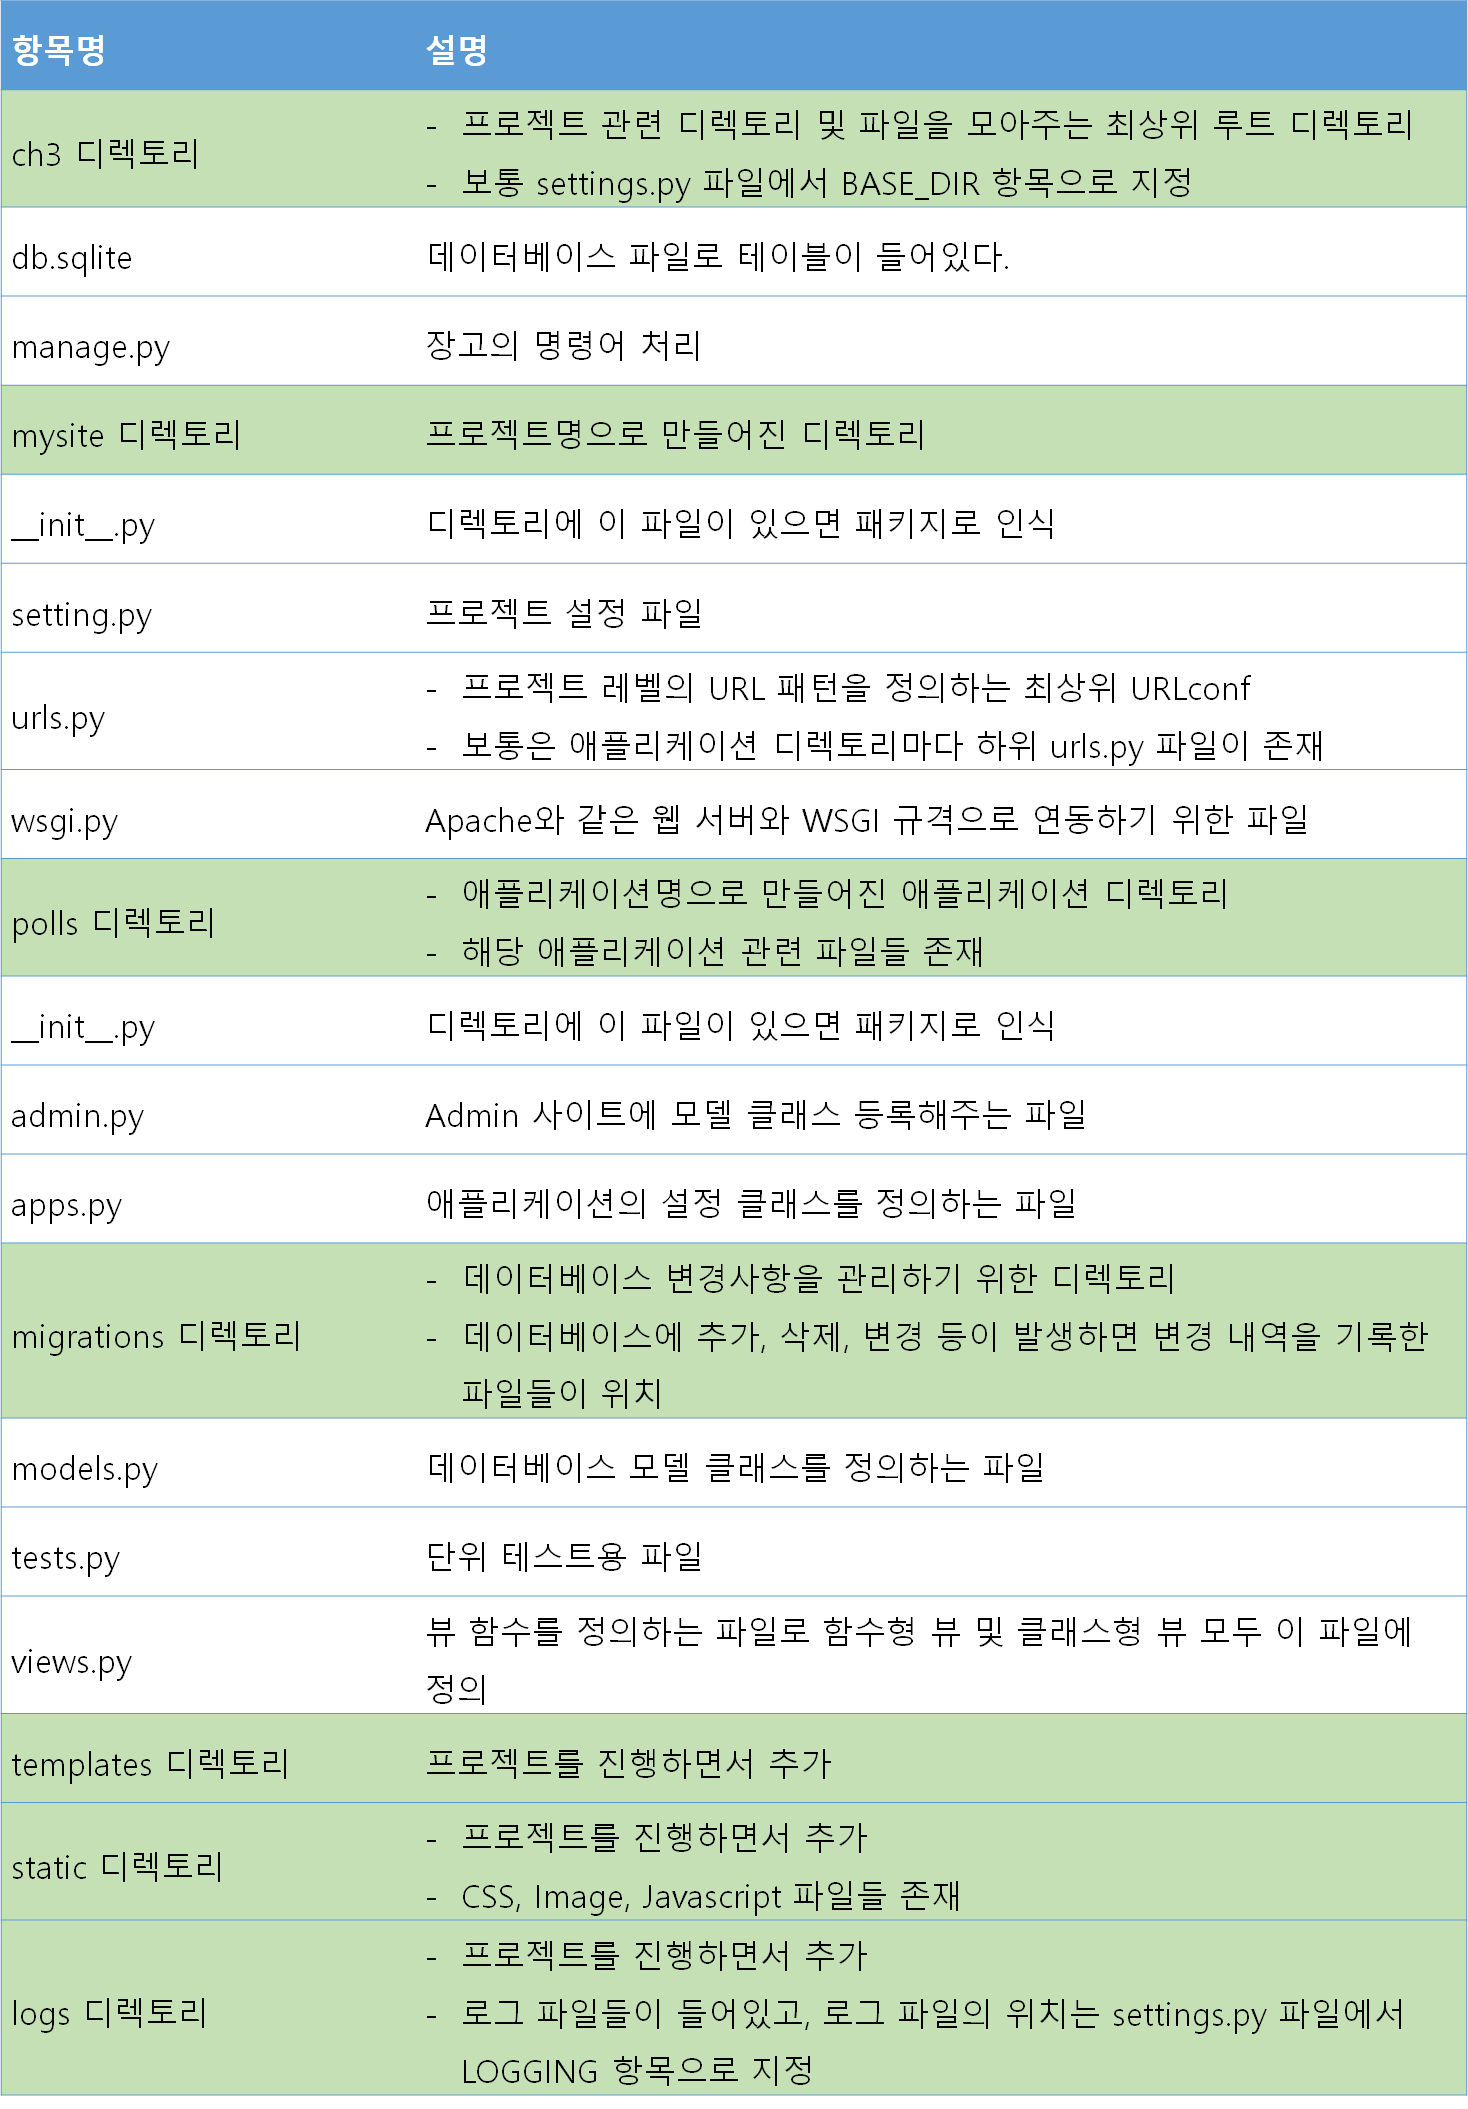 항목명 설명
ch3 디렉토리
- 프로젝트 관련 디렉토리 및 파일을 모아주는 최상위 루트 디렉토리
- 보통 settings.py 파일에서 BASE_DIR 항목으로 지정
db.sqlite 데이터베이스 파일로 테이블이 들어있다.
manage.py 장고의 명령어 처리
mysite 디렉토리 프로젝트명으로 만들어진 디렉토리
__init__.py 디렉토리에 이 파일이 있으면 패키지로 인식
setting.py 프로젝트 설정 파일
urls.py
- 프로젝트 레벨의 URL 패턴을 정의하는 최상위 URLconf
- 보통은 애플리케이션 디렉토리마다 하위 urls.py 파일이 존재
wsgi.py Apache와 같은 웹 서버와 WSGI 규격으로 연동하기 위한 파일
polls 디렉토리
- 애플리케이션명으로 만들어진 애플리케이션 디렉토리
- 해당 애플리케이션 관련 파일들 존재
__init__.py 디렉토리에 이 파일이 있으면 패키지로 인식
admin.py Admin 사이트에 모델 클래스 등록해주는 파일
apps.py 애플리케이션의 설정 클래스를 정의하는 파일
migrations 디렉토리
- 데이터베이스 변경사항을 관리하기 위한 디렉토리
- 데이터베이스에 추가, 삭제, 변경 등이 발생하면 변경 내역을 기록한
파일들이 위치
models.py 데이터베이스 모델 클래스를 정의하는 파일
tests.py 단위 테스트용 파일
views.py
뷰 함수를 정의하는 파일로 함수형 뷰 및 클래스형 뷰 모두 이 파일에
정의
templates 디렉토리 프로젝트를 진행하면서 추가
static 디렉토리
- 프로젝트를 진행하면서 추가
- CSS, Image, Javascript 파일들 존재
logs 디렉토리
- 프로젝트를 진행하면서 추가
- 로그 파일들이 들어있고, 로그 파일의 위치는 settings.py 파일에서
LOGGING 항목으로 지정